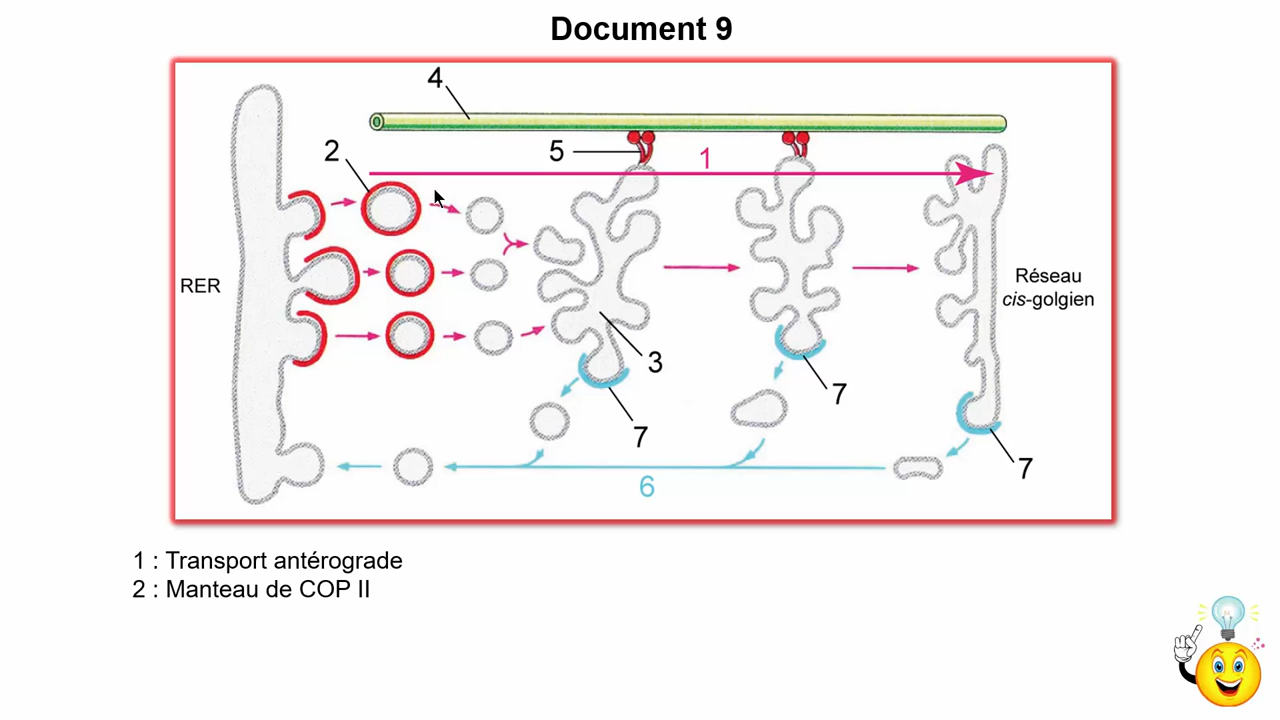 Document 9
4
2
5
1
RER
Réseau
cis-golgien
3
7
7
7
6
1 : Transport antérograde
2 : Manteau de COP II